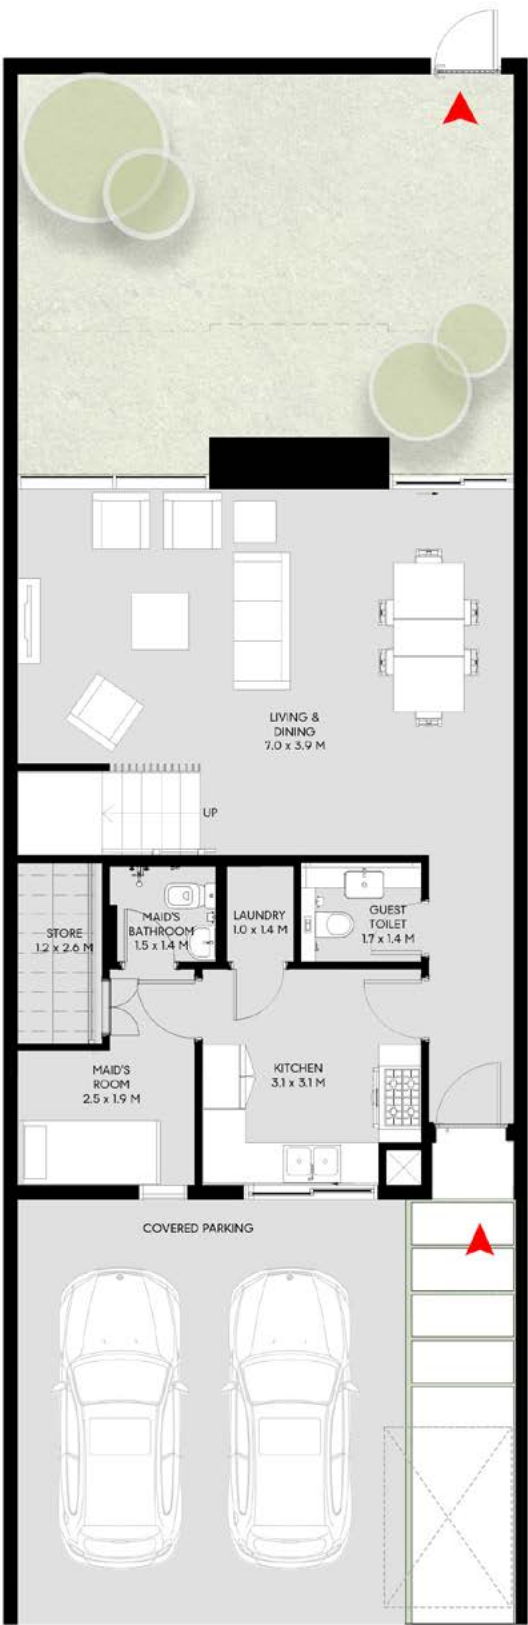 LIVING &
DINING
7.0 x 3.9 M
UP
STORE
1.2 x 2.6 M
MAID'S
BATHROOM
1.5 x 1.4 M
LAUNDRY
1.0 x 1.4 M
GUEST
TOILET
1.7 x 1.4 M
MAID'S
ROOM
2.5 x 1.9 M
KITCHEN
3.1 x 3.1 M
COVERED PARKING